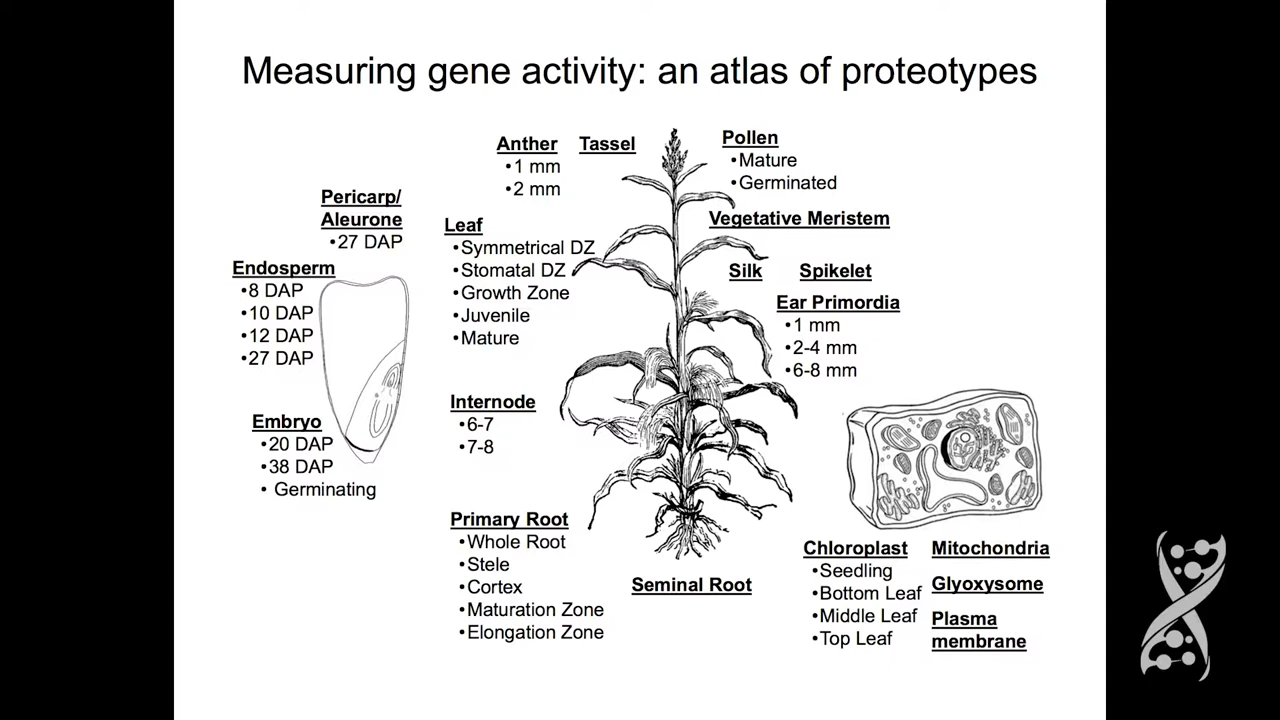 Measuring gene activity: an atlas of proteotypes
Anther
•1 mm
•2 mm
Tassel
Pollen
•Mature
•Germinated
Pericarp/
Aleurone
•27 DAP
Leaf
•Symmetrical DZ
•Stomatal DZ
•Growth Zone
•Juvenile
•Mature
Vegetative Meristem
Silk
Spikelet
Endosperm
•8 DAP
•10 DAP
•12 DAP
•27 DAP
Ear Primordia
•1 mm
•2-4 mm
•6-8 mm
Internode
•6-7
•7-8
Embryo
•20 DAP
•38 DAP
• Germinating
Primary Root
•Whole Root
•Stele
•Cortex
•Maturation Zone
•Elongation Zone
Seminal Root
Chloroplast
•Seedling
•Bottom Leaf
•Middle Leaf
•Top Leaf
Mitochondria
Glyoxysome
Plasma
membrane